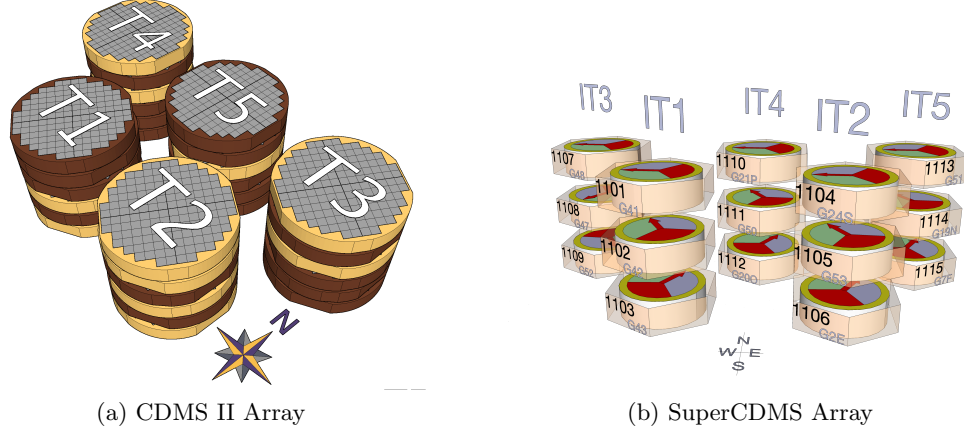 T4
T1
T5
T2
T3
N
(a) CDMS II Array
IT3
IT1
IT4
IT2
IT5
1107
G48
1101
G41
1110
G21P
1104
G24S
1113
G51
1108
G47
1102
G42
1111
G50
1105
G53
1114
G19N
1109
G52
1103
G43
1112
G20O
1106
G2E
1115
G7F
N
W E
S
(b) SuperCDMS Array